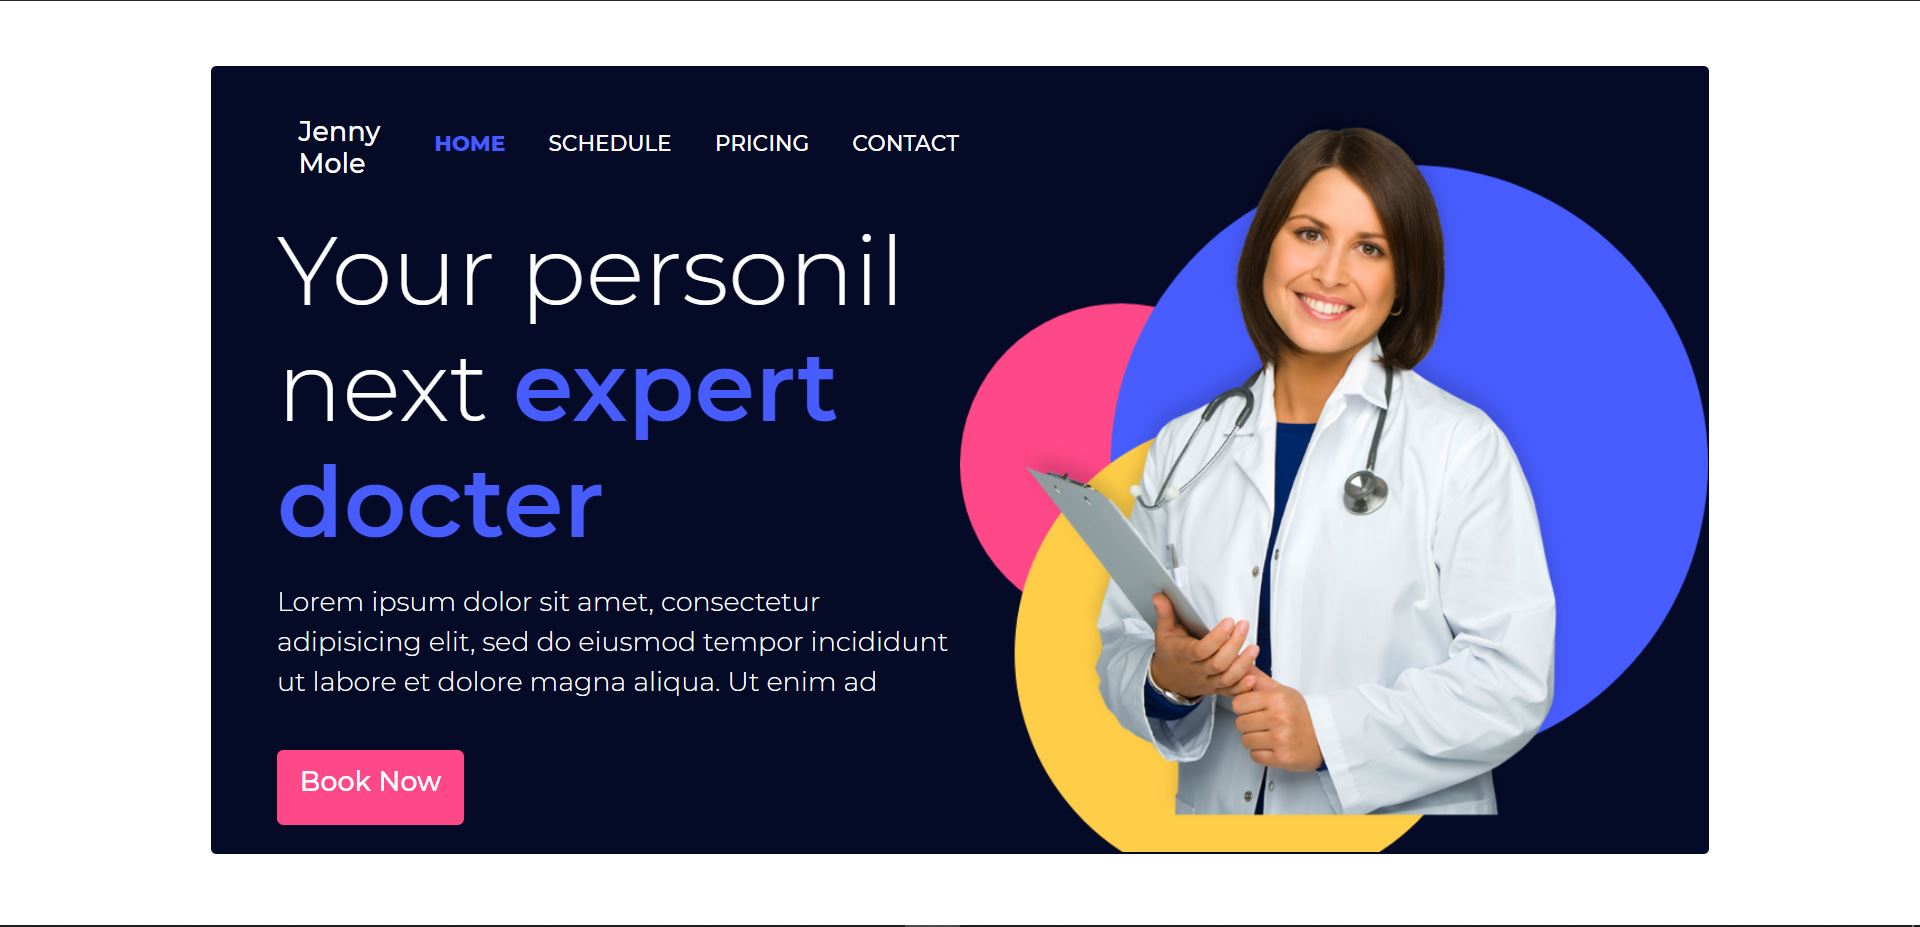 Jenny
Mole
HOME SCHEDULE PRICING CONTACT
Your personil
next expert
docter
Lorem ipsum dolor sit amet, consectetur
adipisicing elit, sed do eiusmod tempor incididunt
ut labore et dolore magna aliqua. Ut enim ad
Book Now